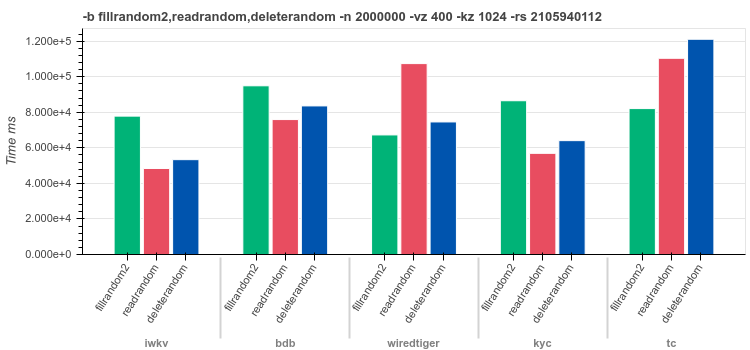 -b fillrandom2,readrandom,deleterandom -n 2000000 -vz 400 -kz 1024 -rs 2105940112
Time ms
1.200e+5
1.000e+5
8.000e+4
6.000e+4
4.000e+4
2.000e+4
0.000e+0
fillrandom2 readrandom deleterandom fillrandom2 readrandom deleterandom fillrandom2 readrandom deleterandom fillrandom2 readrandom deleterandom fillrandom2 readrandom deleterandom
iwkv bdb wiredtiger kyc tc